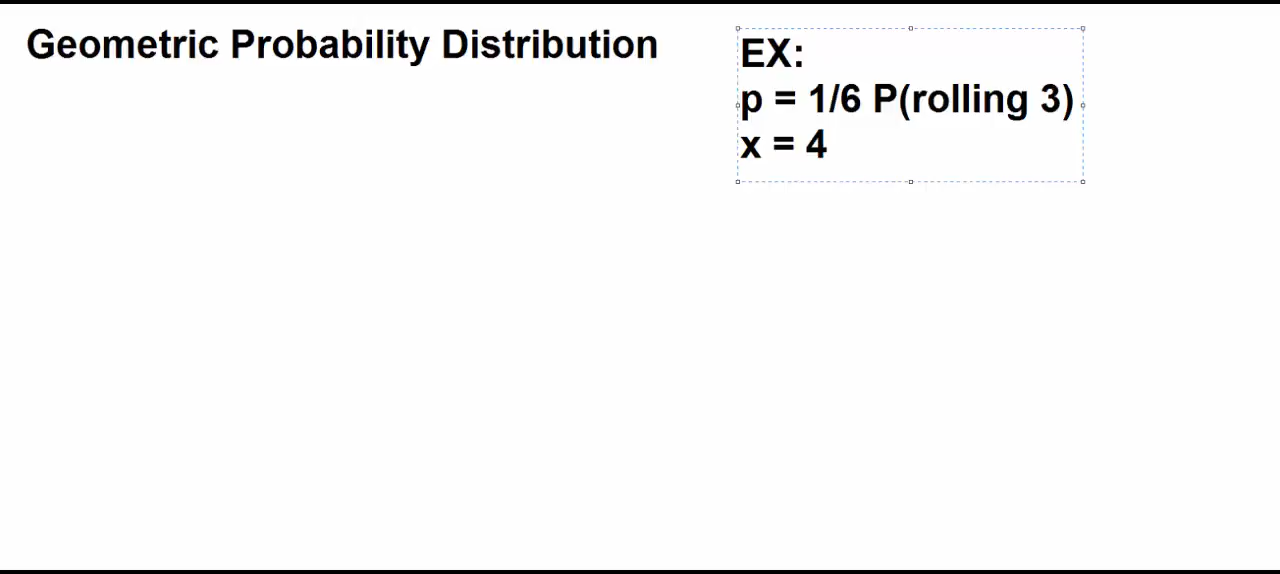 Geometric Probability Distribution
EX:
p = 1/6 P(rolling 3)
x = 4